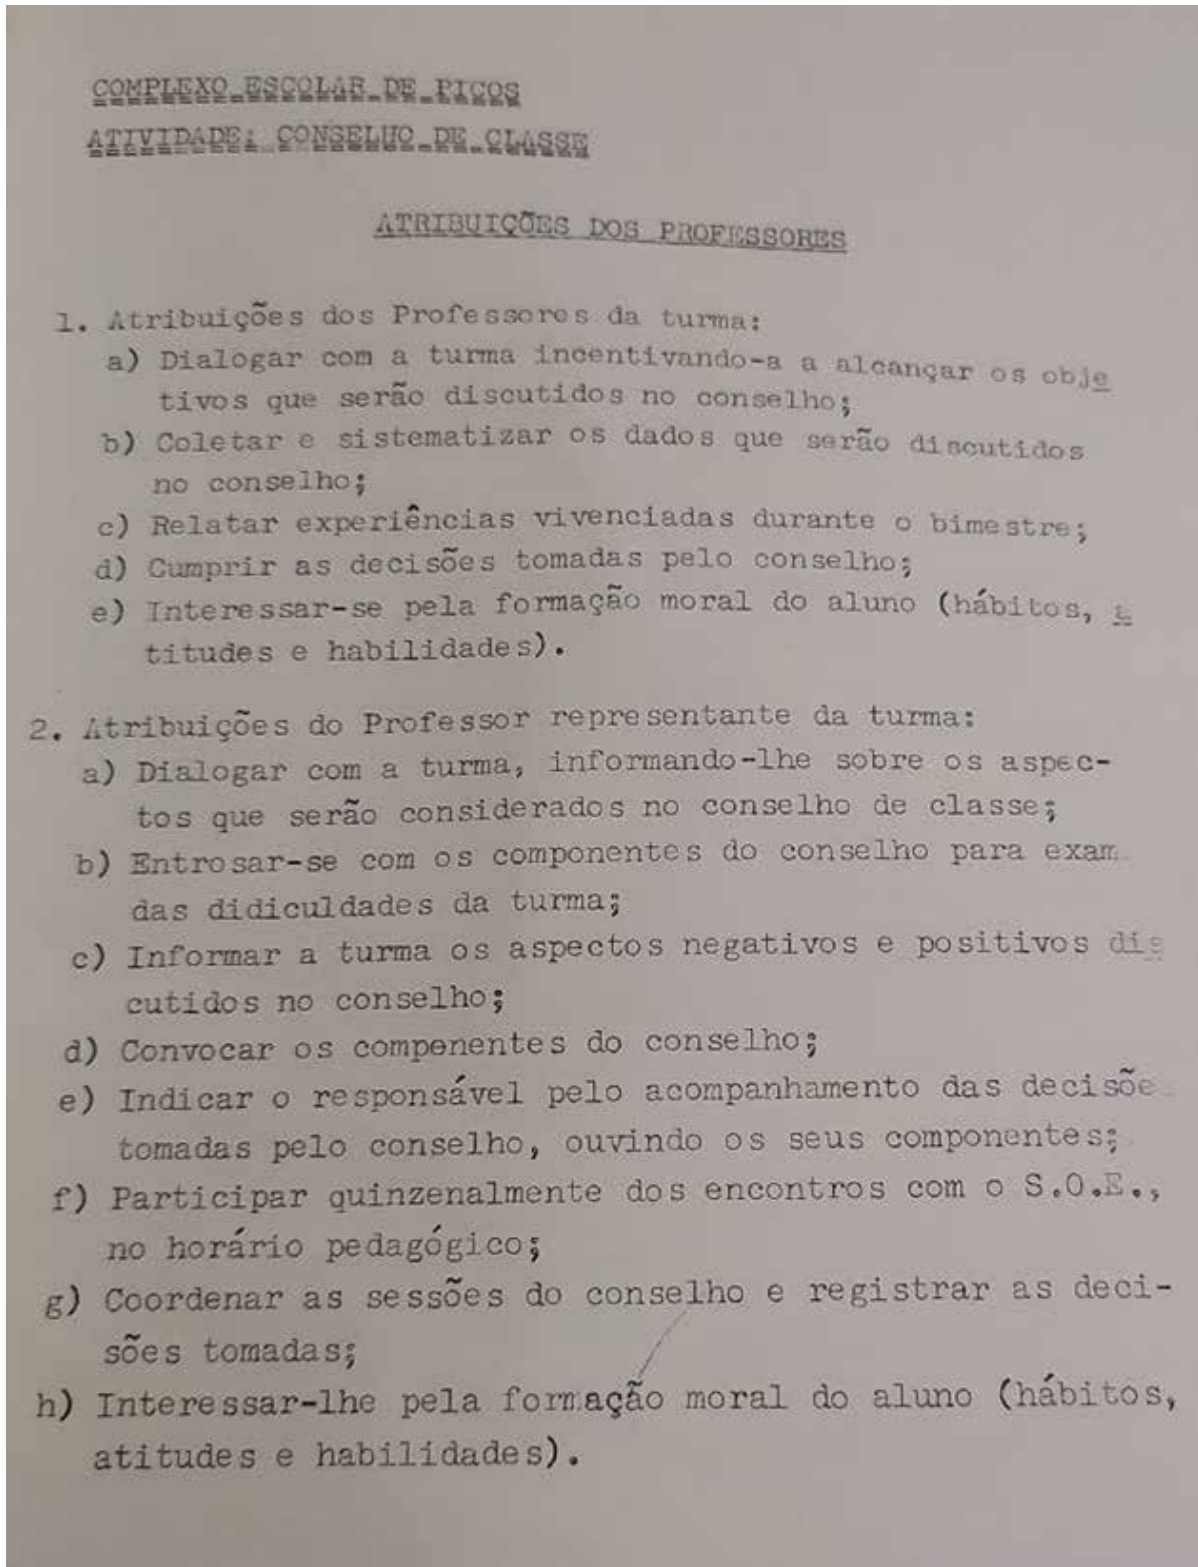 COMPLEXO ESCOLAR DE PICOS
ATIVIDADE: CONSELHO DE CLASSE
ATRIBUIÇÕES DOS PROFESSORES
1. Atribuições dos Professores da turma:
a) Dialogar com a turma incentivando-a a alcançar os obje
tivos que serão discutidos no conselho;
b) Coletar e sistematizar os dados que serão discutidos
no conselho;
c) Relatar experiências vivenciadas durante o bimestre;
d) Cumprir as decisões tomadas pelo conselho;
e) Interessar-se pela formação moral do aluno (hábitos, a
titudes e habilidades).
2. Atribuições do Professor representante da turma:
a) Dialogar com a turma, informando-lhe sobre os aspec-
tos que serão considerados no conselho de classe;
b) Entrosar-se com os componentes do conselho para exam
das didiculdades da turma;
c) Informar a turma os aspectos negativos e positivos dis
cutidos no conselho;
d) Convocar os compenentes do conselho;
e) Indicar o responsável pelo acompanhamento das decisõe
tomadas pelo conselho, ouvindo os seus componentes;
f) Participar quinzenalmente dos encontros com o S.O.E.,
no horário pedagógico;
g) Coordenar as sessões do conselho e registrar as deci-
sões tomadas;
h) Interessar-lhe pela formação moral do aluno (hábitos,
atitudes e habilidades).